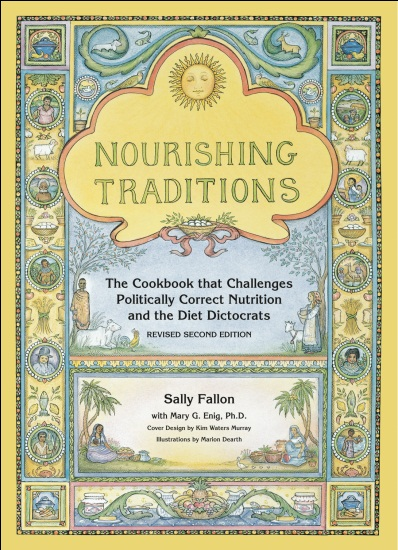 NOURISHING
TRADITIONS
The Cookbook that Challenges
Politically Correct Nutrition
and the Diet Dictocrats
REVISED SECOND EDITION
Sally Fallon
with Mary G. Enig, Ph.D.
Cover Design by Kim Waters Murray
Illustrations by Marion Dearth